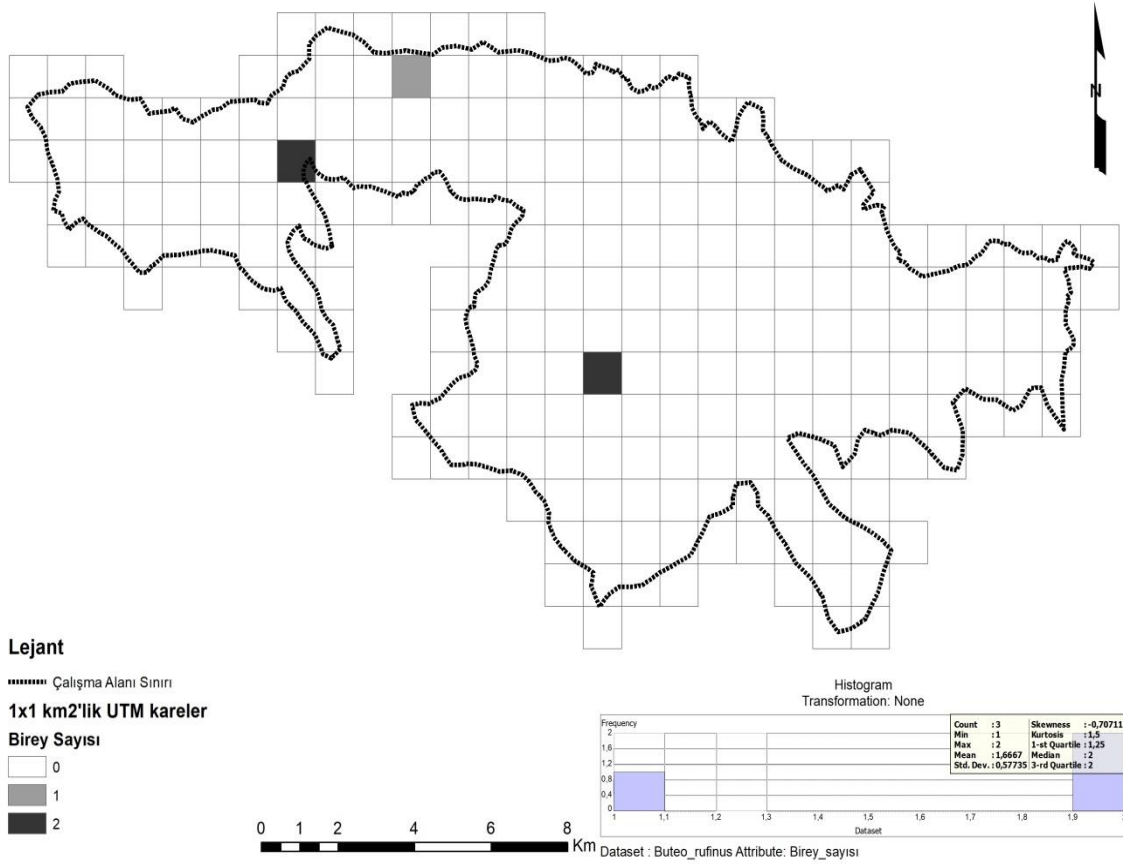 N
Lejant
Çalışma Alanı Sınırı
1x1 km2'lik UTM kareler
Birey Sayısı
0
1
2
0 1 2 4 6 8
Km
Histogram
Transformation: None
Frequency
2
1,6
1,2
0,8
0,4
0
Count : 3 Skewness : -0,70711
Min : 1 Kurtosis : 1,5
Max : 2 1-st Quartile : 1,25
Mean : 1,6667 Median : 2
Std. Dev. : 0,57735 3-rd Quartile : 2
1 1,1 1,2 1,3 1,4 1,5 1,6 1,7 1,8 1,9
Dataset
Dataset : Buteo_rufinus Attribute: Birey_sayısı